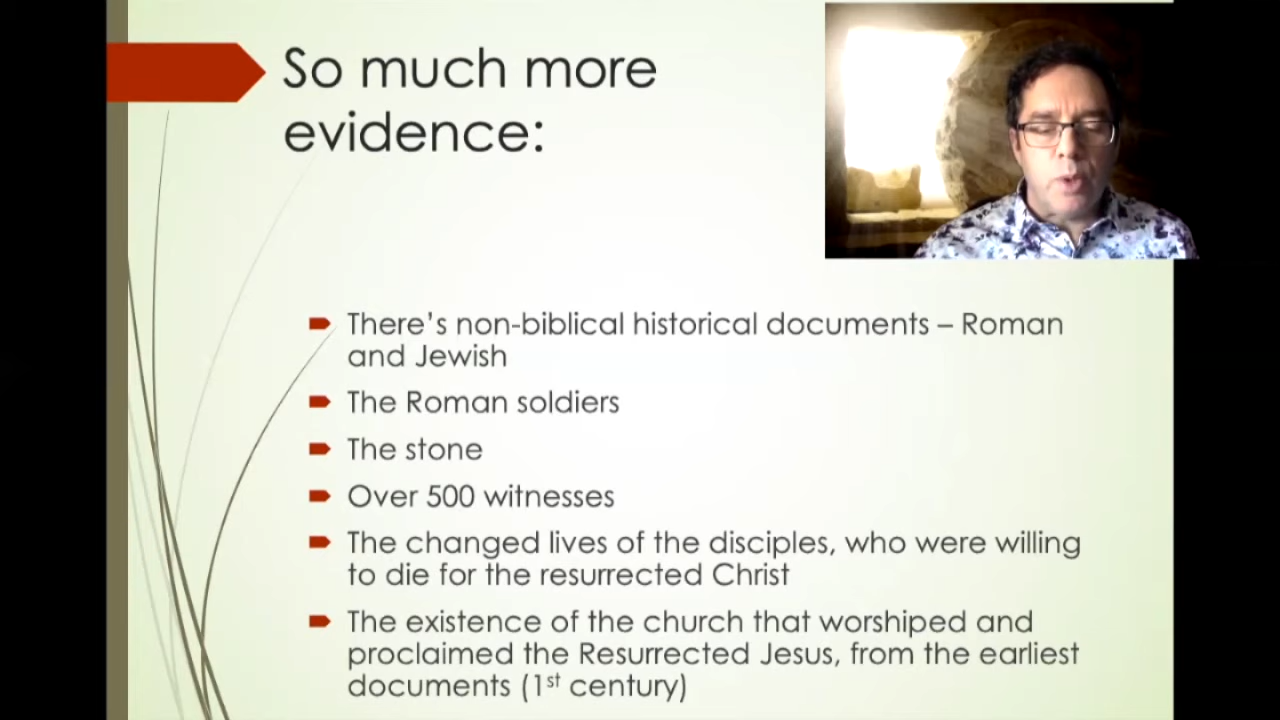 So much more
evidence:
There’s non-biblical historical documents – Roman
and Jewish
The Roman soldiers
The stone
Over 500 witnesses
The changed lives of the disciples, who were willing
to die for the resurrected Christ
The existence of the church that worshiped and
proclaimed the Resurrected Jesus, from the earliest
documents (1st century)